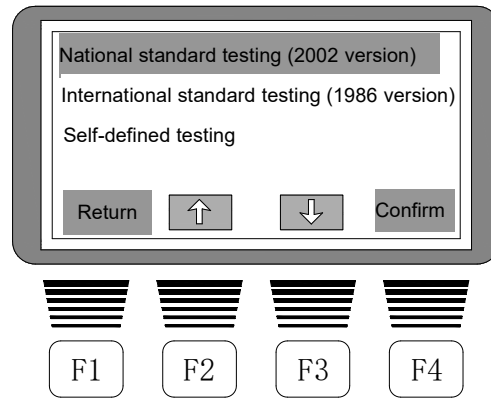 National standard testing (2002 version)
International standard testing (1986 version)
Self-defined testing
Return Confirm
F1 F2 F3 F4